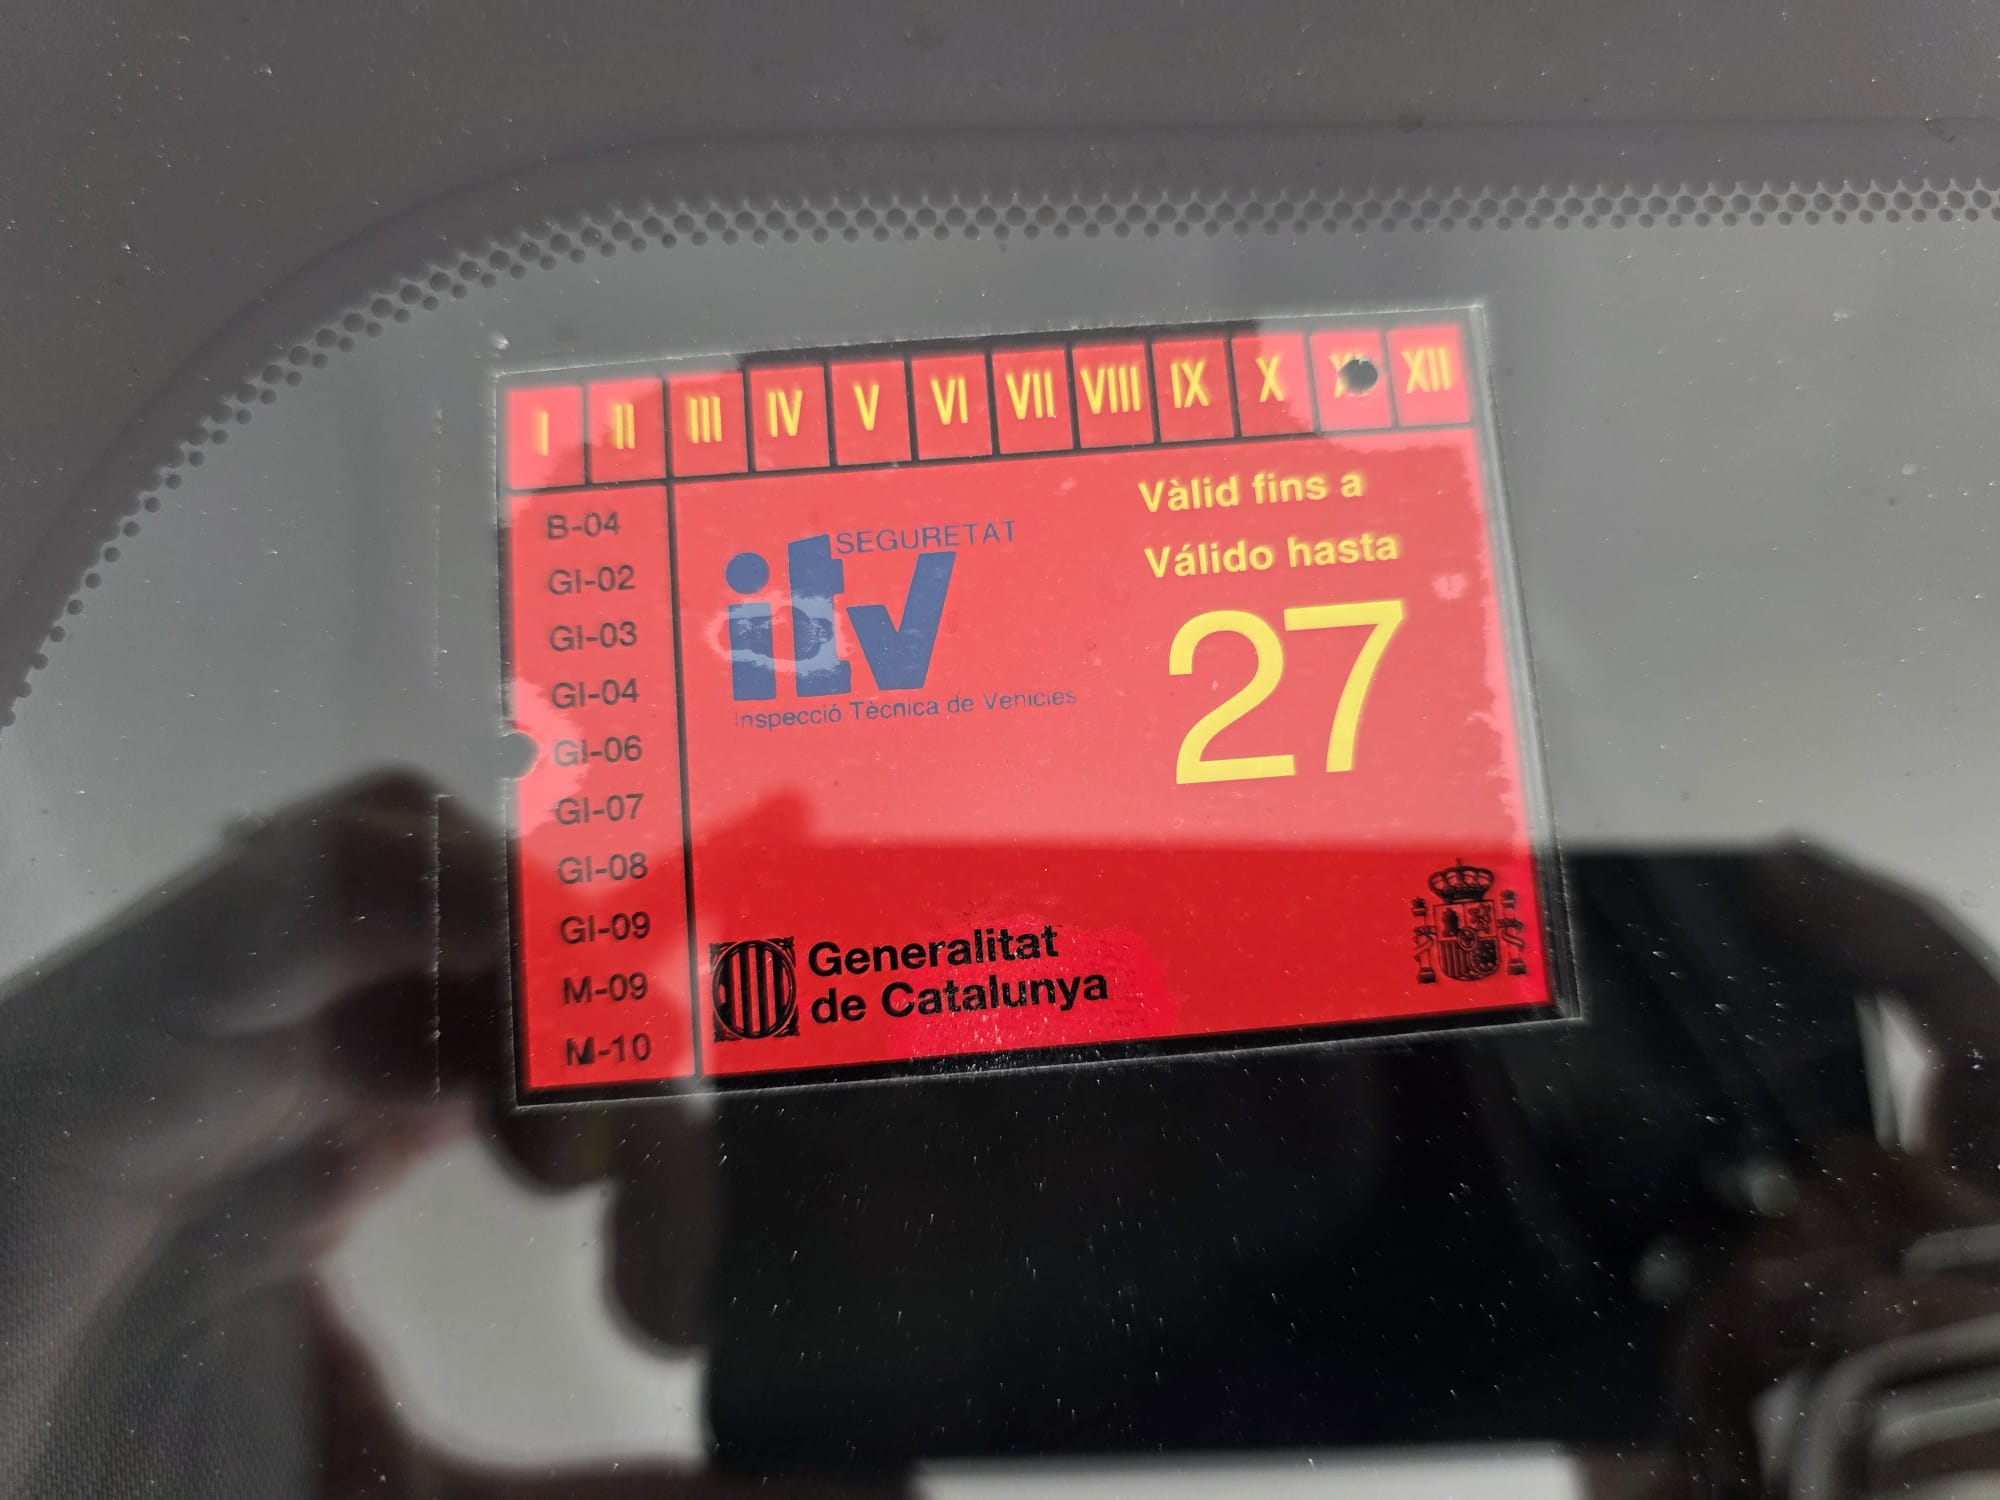 I II III IV V VI VII VIII IX X XII
B-04
GI-02
GI-03
GI-04
GI-06
GI-07
GI-08
GI-09
M-09
M-10
SEGURETAT
itv
Inspecció Tècnica de Vehicles
Vàlid fins a
Válido hasta
27
Generalitat
de Catalunya